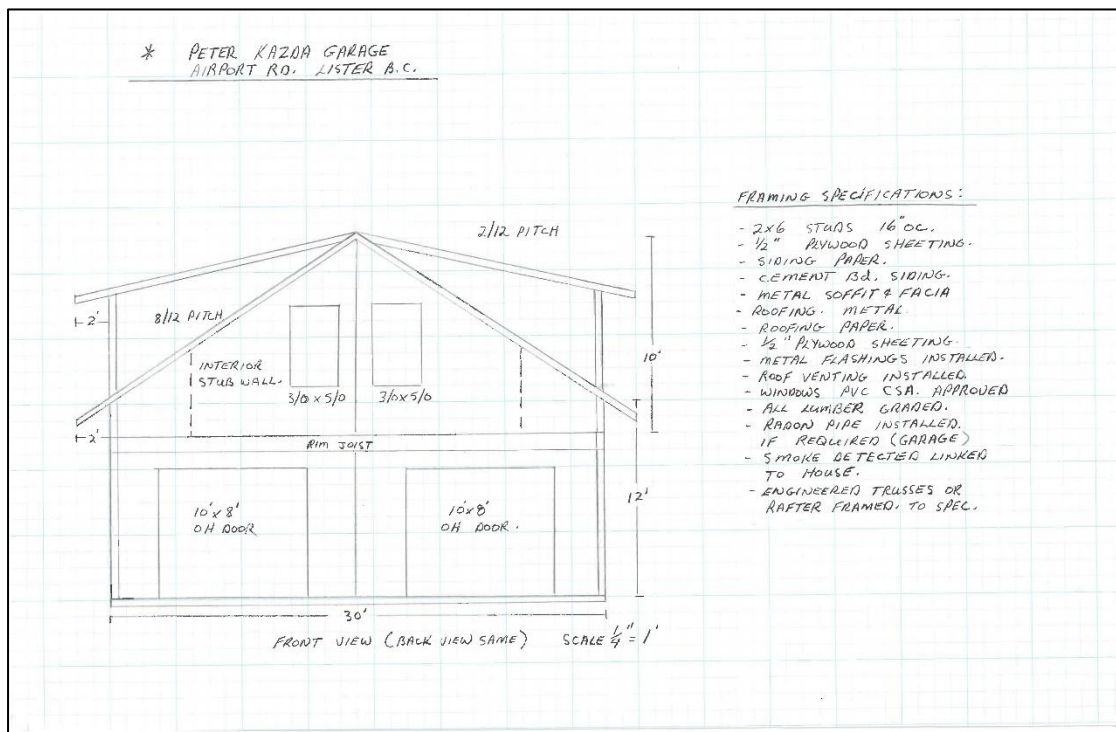 * PETER KAZDA GARAGE
AIRPORT RD. LISTER B.C.
2/12 PITCH
2'
8/12 PITCH
INTERIOR
STUB WALL.
3/0 x 5/0
3/0 x 5/0
10'
2'
RIM JOIST
12'
10'x8'
OH DOOR
10'x8'
OH DOOR.
30'
FRONT VIEW (BACK VIEW SAME) SCALE 1/4" = 1'
FRAMING SPECIFICATIONS:
- 2x6 STUDS 16" OC.
- 1/2" PLYWOOD SHEETING.
- SIDING PAPER.
- CEMENT Bd. SIDING.
- METAL SOFFIT & FACIA
- ROOFING. METAL
- ROOFING PAPER.
- 1/2" PLYWOOD SHEETING.
- METAL FLASHINGS INSTALLED.
- ROOF VENTING INSTALLED.
- WINDOWS PVC CSA. APPROVED
- ALL LUMBER GRADED.
- RADON PIPE INSTALLED.
IF REQUIRED (GARAGE)
- SMOKE DETECTED LINKED
TO HOUSE.
- ENGINEERED TRUSSES OR
RAFTER FRAMED. TO SPEC.